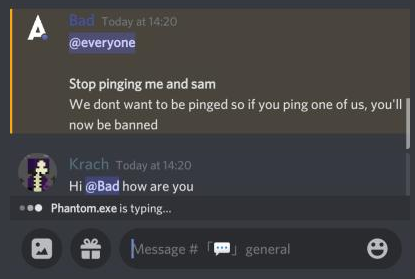 Bad Today at 14:20
@everyone
Stop pinging me and sam
We dont want to be pinged so if you ping one of us, you'll
now be banned
Krach Today at 14:20
Hi @Bad how are you
Phantom.exe is typing...
Message #「💬」general